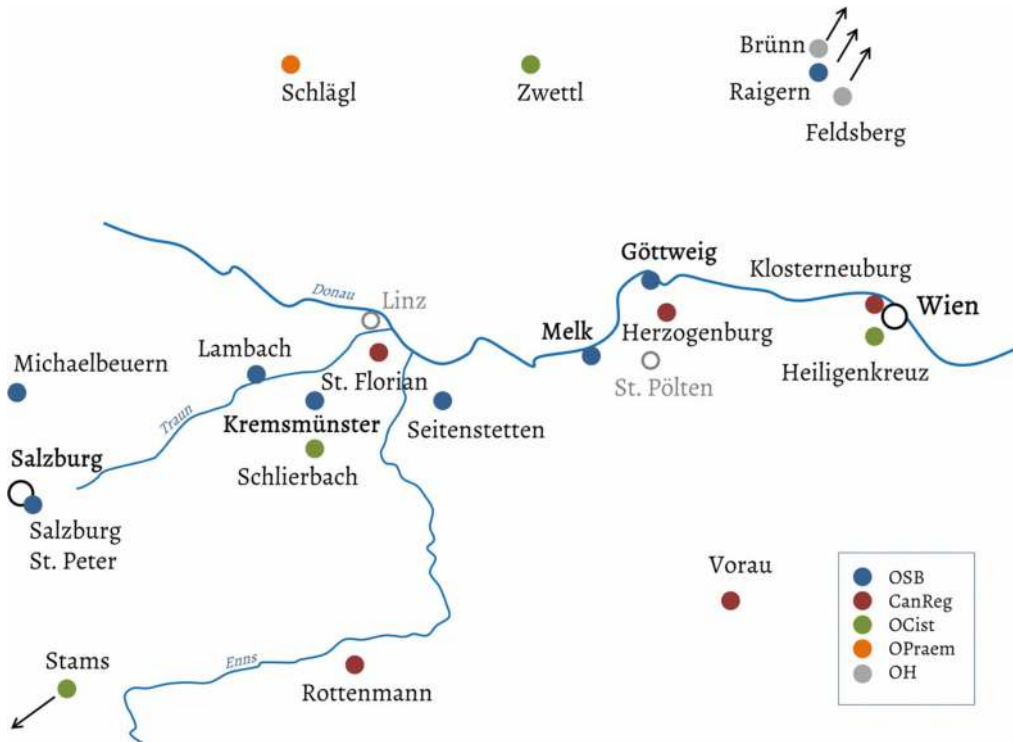 Brünn
Schlägl
Zwettl
Raigern
Feldsberg
Göttweig
Klosterneuburg
Donau
Linz
Wien
Melk
Herzogenburg
Lambach
Michaelbeuern
St. Florian
St. Pölten
Heiligenkreuz
Traun
Kremsmünster
Seitenstetten
Salzburg
Schlierbach
Salzburg
St. Peter
Vorau
OSB
CanReg
OCist
OPraem
OH
Stams
Enns
Rottenmann